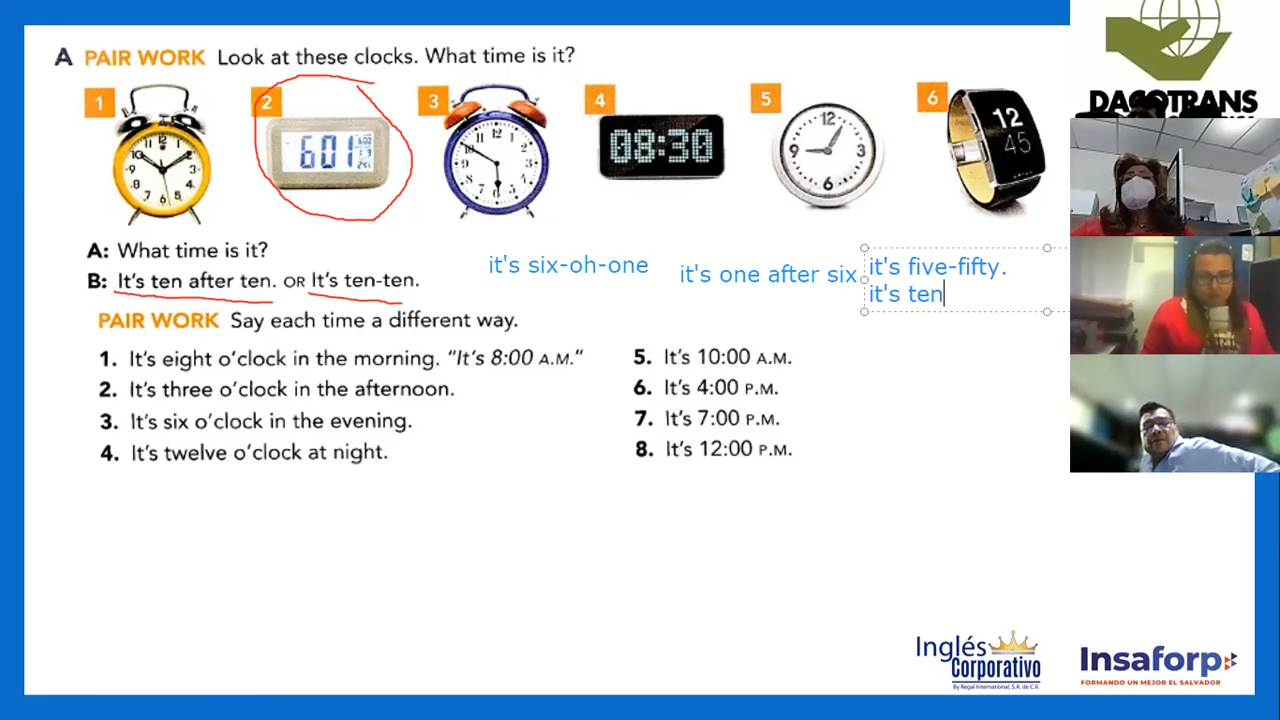 A PAIR WORK Look at these clocks. What time is it?
1 2 3 4 5 6
601
08:30
12
45
A: What time is it?
B: It's ten after ten. OR It's ten-ten.
it's six-oh-one
it's one after six
it's five-fifty.
it's ten
PAIR WORK Say each time a different way.
1. It's eight o'clock in the morning. "It's 8:00 A.M."
2. It's three o'clock in the afternoon.
3. It's six o'clock in the evening.
4. It's twelve o'clock at night.
5. It's 10:00 A.M.
6. It's 4:00 P.M.
7. It's 7:00 P.M.
8. It's 12:00 P.M.
DACOTRANS
Inglés
Corporativo
By Regal International, S.A. de C.V.
Insaforp
FORMANDO UN MEJOR EL SALVADOR